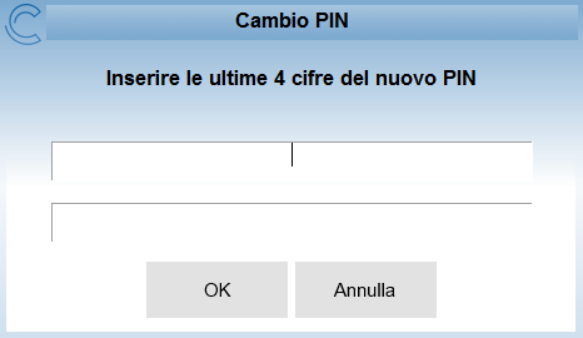 Cambio PIN
Inserire le ultime 4 cifre del nuovo PIN
OK
Annulla